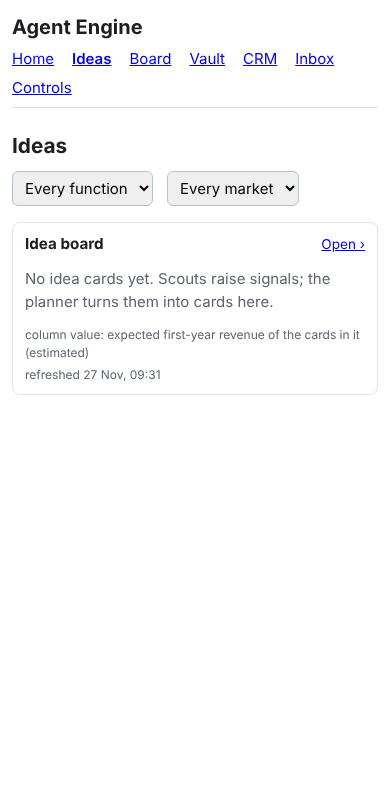 Agent Engine
Home Ideas Board Vault CRM Inbox
Controls
Ideas
Every function Every market
Idea board Open ›
No idea cards yet. Scouts raise signals; the
planner turns them into cards here.
column value: expected first-year revenue of the cards in it
(estimated)
refreshed 27 Nov, 09:31